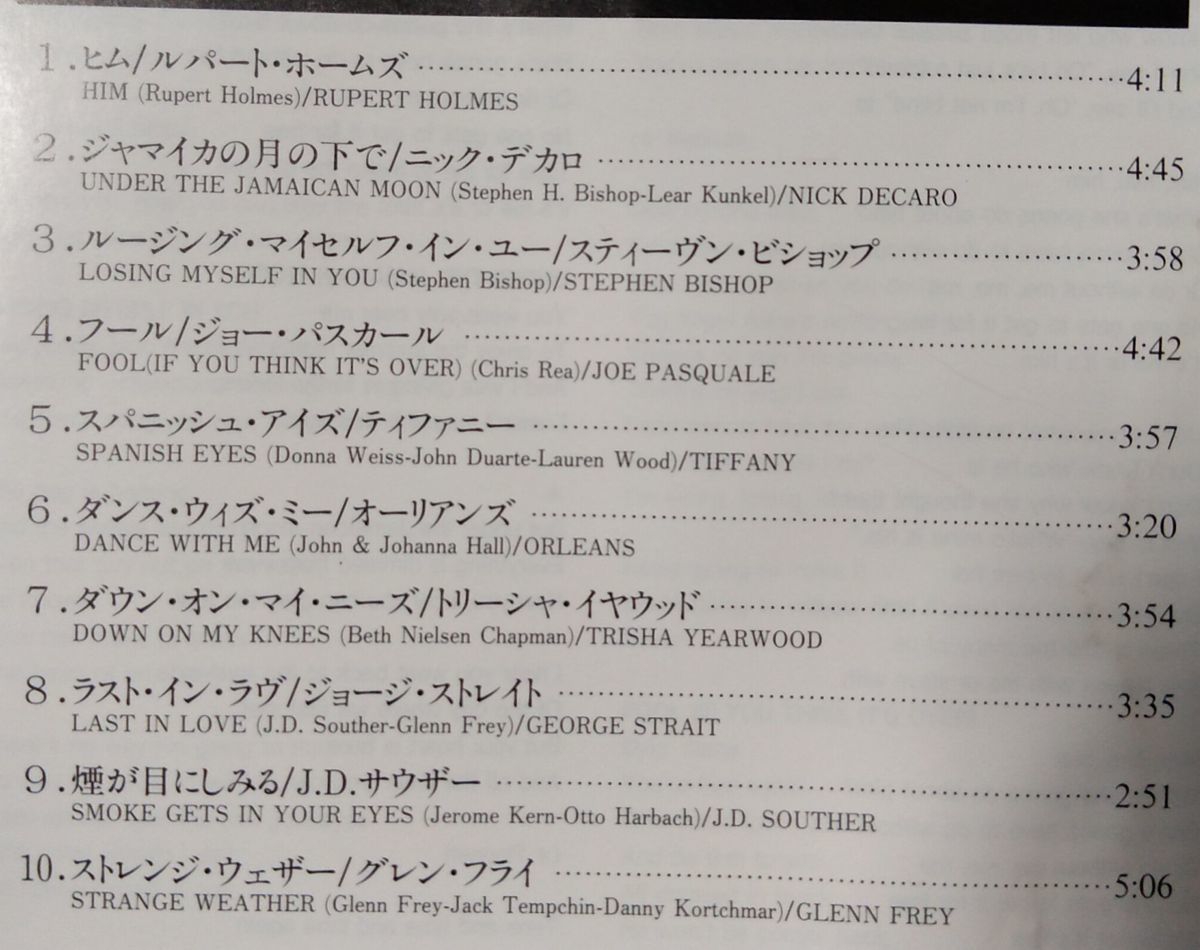 1.ヒム/ルパート・ホームズ ………4:11
HIM (Rupert Holmes)/RUPERT HOLMES
2.ジャマイカの月の下で/ニック・デカロ ………4:45
UNDER THE JAMAICAN MOON (Stephen H. Bishop-Lear Kunkel)/NICK DECARO
3.ルージング・マイセルフ・イン・ユー/スティーヴン・ビショップ ………3:58
LOSING MYSELF IN YOU (Stephen Bishop)/STEPHEN BISHOP
4.フール/ジョー・パスカール ………4:42
FOOL(IF YOU THINK IT'S OVER) (Chris Rea)/JOE PASQUALE
5.スパニッシュ・アイズ/ティファニー ………3:57
SPANISH EYES (Donna Weiss-John Duarte-Lauren Wood)/TIFFANY
6.ダンス・ウィズ・ミー/オーリアンズ ………3:20
DANCE WITH ME (John & Johanna Hall)/ORLEANS
7.ダウン・オン・マイ・ニーズ/トリーシャ・イヤウッド ………3:54
DOWN ON MY KNEES (Beth Nielsen Chapman)/TRISHA YEARWOOD
8.ラスト・イン・ラヴ/ジョージ・ストレイト ………3:35
LAST IN LOVE (J.D. Souther-Glenn Frey)/GEORGE STRAIT
9.煙が目にしみる/J.D.サウザー ………2:51
SMOKE GETS IN YOUR EYES (Jerome Kern-Otto Harbach)/J.D. SOUTHER
10.ストレンジ・ウェザー/グレン・フライ ………5:06
STRANGE WEATHER (Glenn Frey-Jack Tempchin-Danny Kortchmar)/GLENN FREY